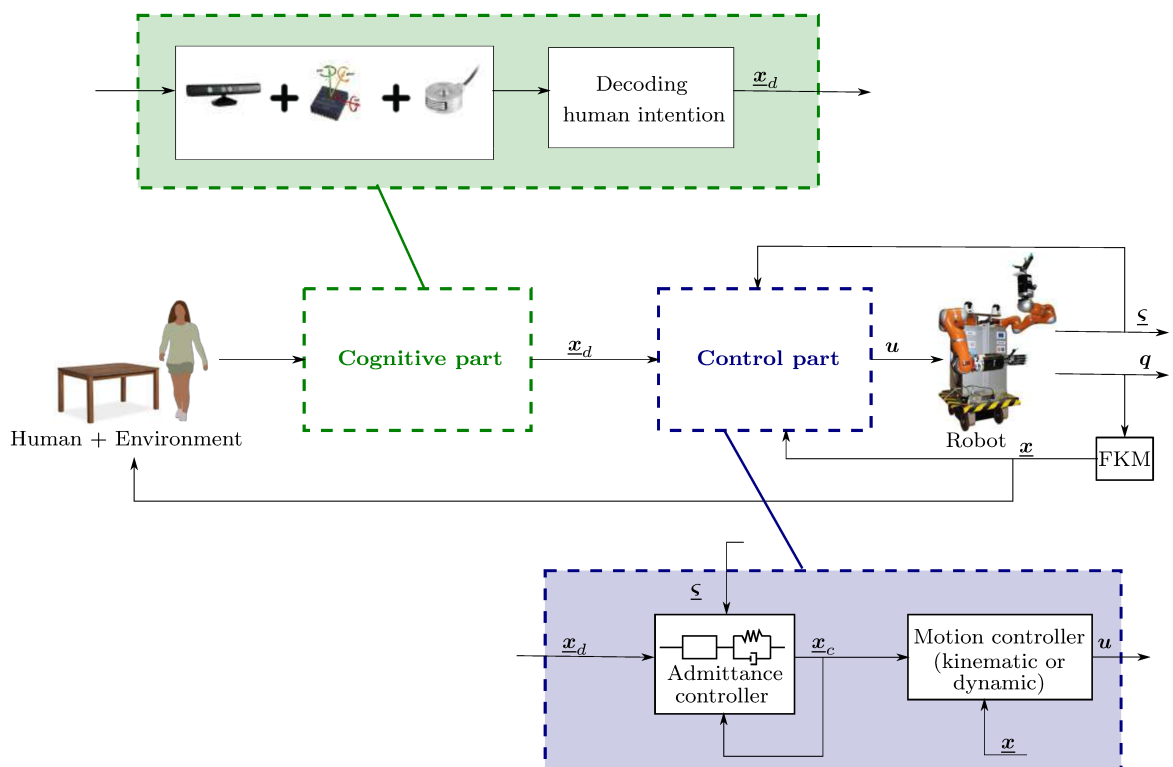 Decoding
human intention
x_d
Cognitive part
x_d
Control part
u
ς
q
Human + Environment
Robot
x
FKM
ς
x_d
Admittance
controller
x_c
Motion controller
(kinematic or
dynamic)
u
x